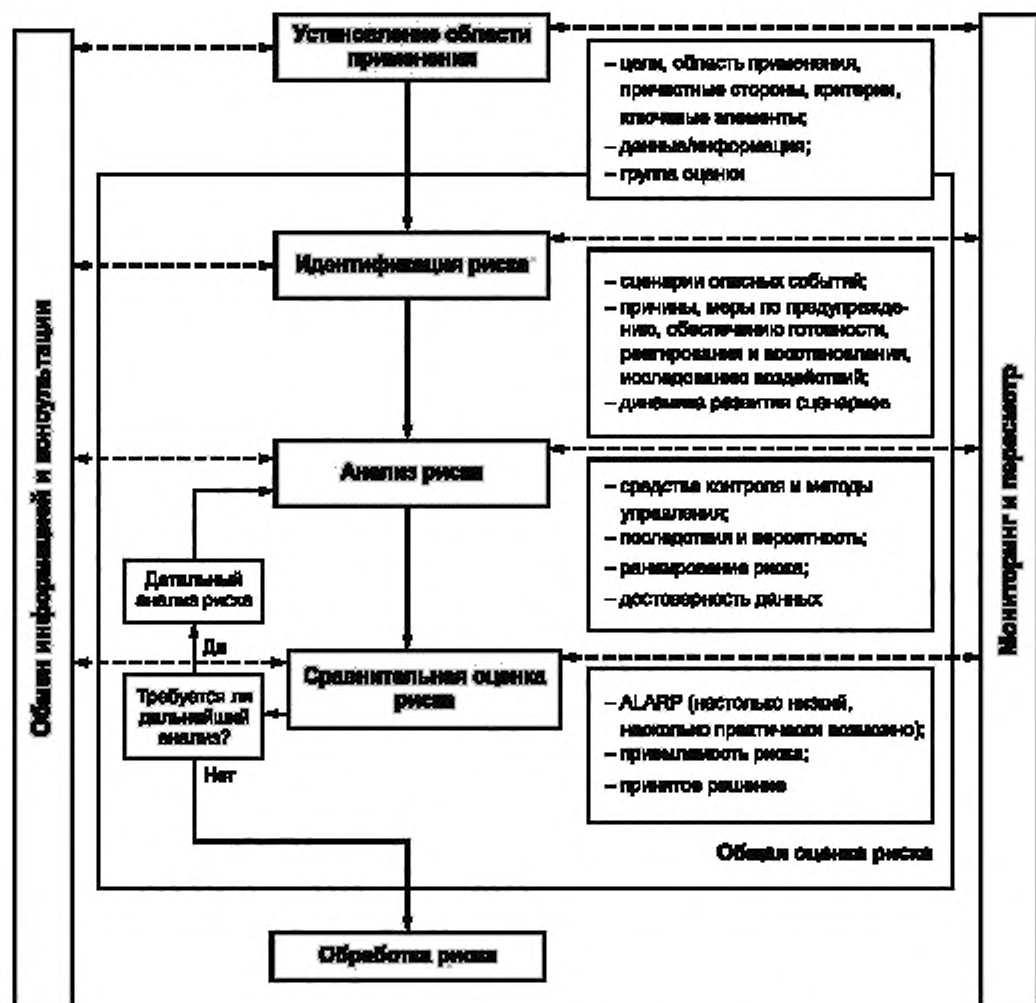 Установление области
применения
– цели, область применения,
причастные стороны, критерии,
ключевые элементы;
– данные/информация;
– группа оценки
Идентификация риска
– сценарии опасных событий;
– причины, меры по предупрежде-
нию, обеспечению готовности,
реагирования и восстановления,
исследованию воздействий;
– динамика развития сценариев
Анализ риска
– средства контроля и методы
управления;
– последствия и вероятность;
– ранжирование риска;
– достоверность данных
Детальный
анализ риска
Да
Сравнительная оценка
риска
Требуется ли
дальнейший
анализ?
Нет
– ALARP (настолько низкий,
насколько практически возможно);
– приемлемость риска;
– принятое решение
Общая оценка риска
Обработка риска
Обмен информацией и консультации
Мониторинг и пересмотр